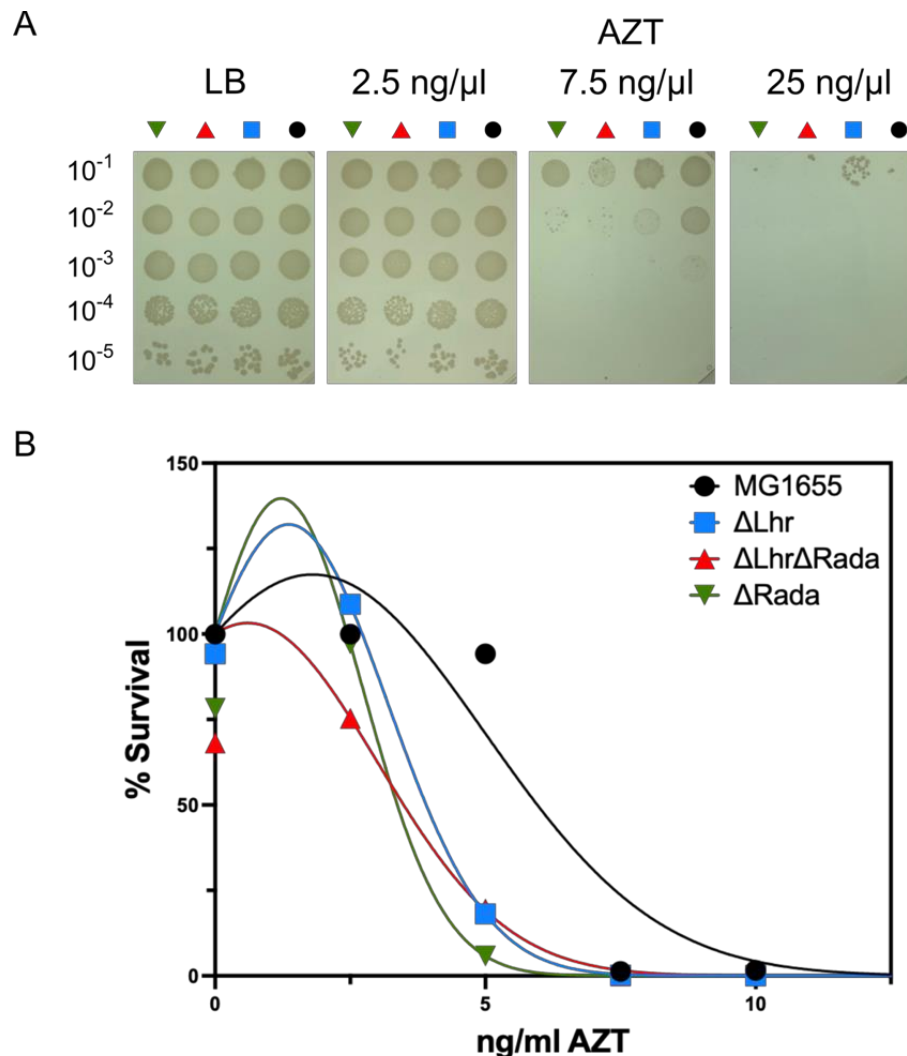 A
AZT
LB 2.5 ng/µl 7.5 ng/µl 25 ng/µl
10-1
10-2
10-3
10-4
10-5
B
150
100
50
0
% Survival
MG1655
ΔLhr
ΔLhrΔRada
ΔRada
0 5 10
ng/ml AZT